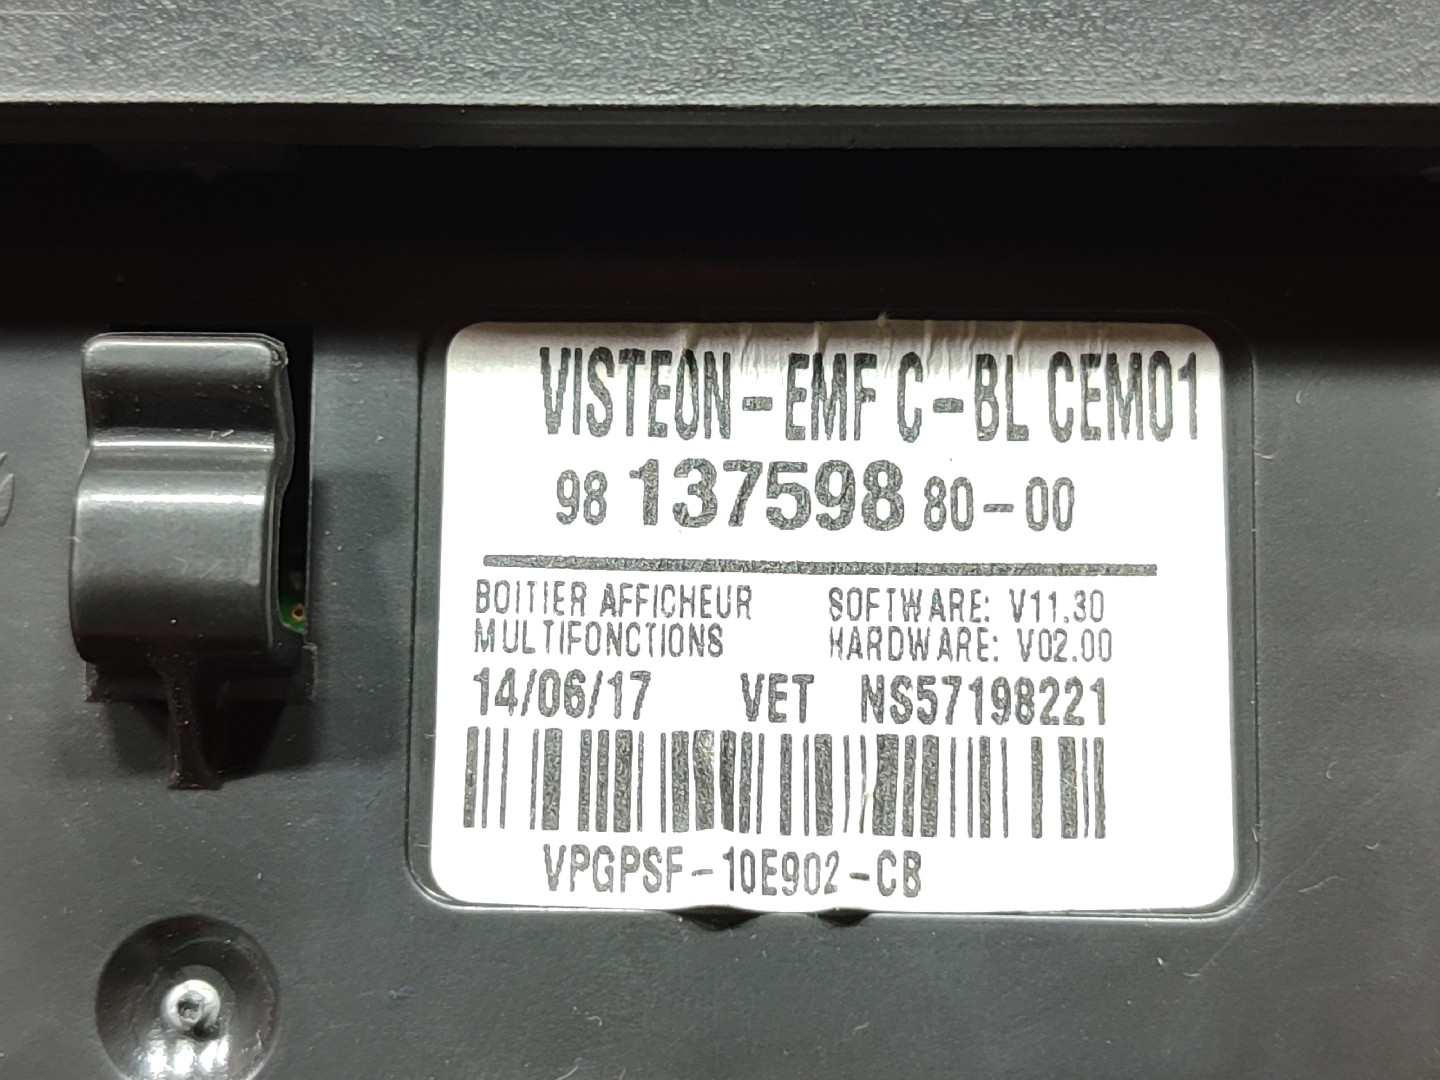 VISTEON-EMF C-BL CEM01
98 137598 80-00
BOITIER AFFICHEUR SOFTWARE: V11.30
MULTIFONCTIONS HARDWARE: V02.00
14/06/17 VET NS57198221
VPGPSF-10E902-CB